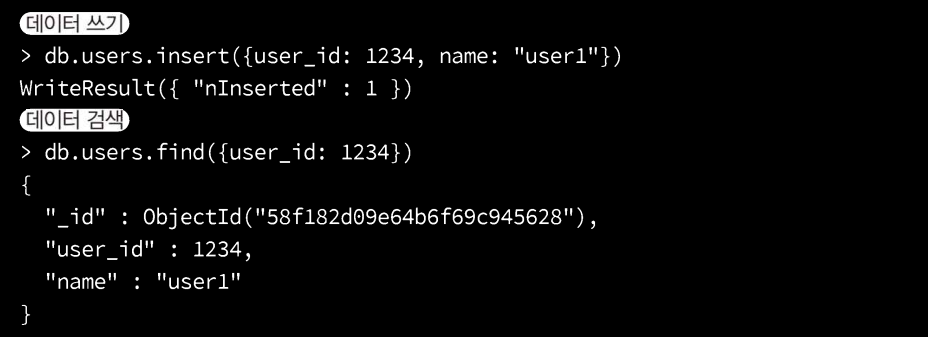 데이터 쓰기
> db.users.insert({user_id: 1234, name: "user1"})
WriteResult({ "nInserted" : 1 })
데이터 검색
> db.users.find({user_id: 1234})
{
  "_id" : ObjectId("58f182d09e64b6f69c945628"),
  "user_id" : 1234,
  "name" : "user1"
}